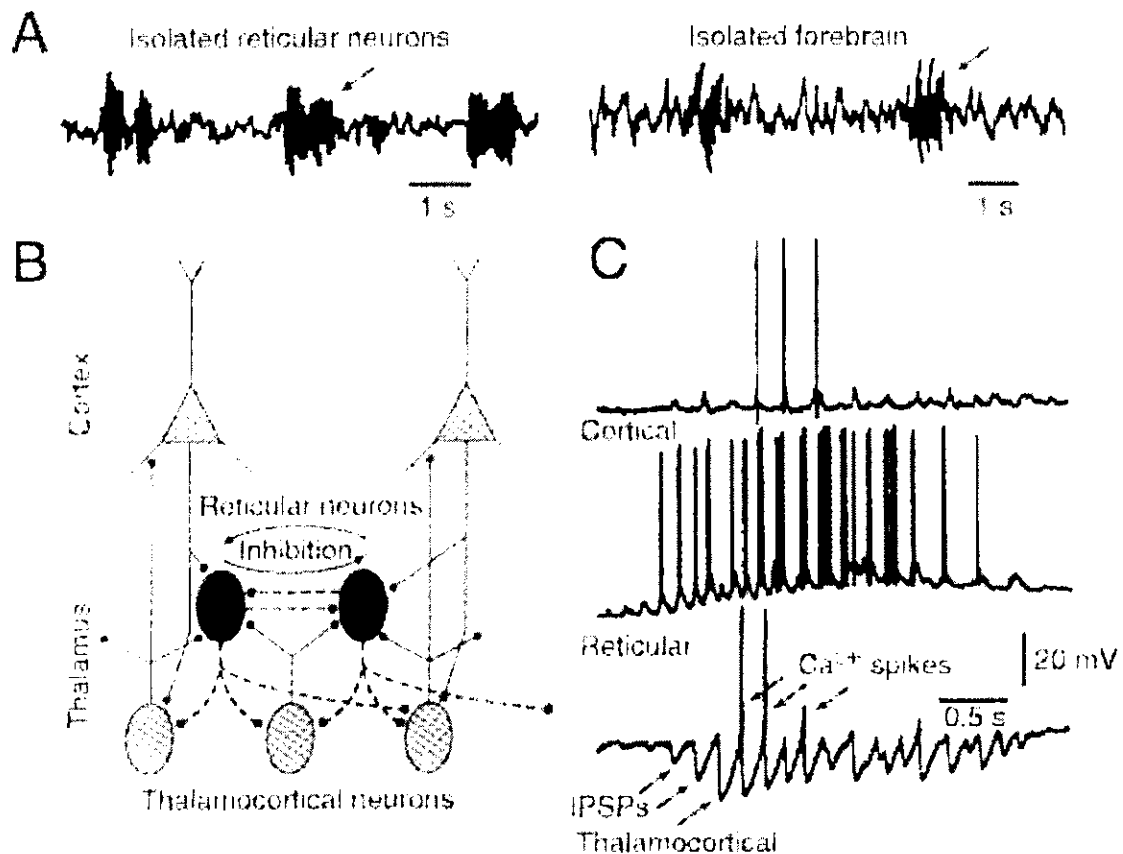 A
Isolated reticular neurons
Isolated forebrain
1 s
1 s
B
C
Cortex
Cortical
Reticular neurons
Inhibition
Thalamus
Reticular
Ca²⁺ spikes
20 mV
0.5 s
IPSPs
Thalamocortical neurons
Thalamocortical